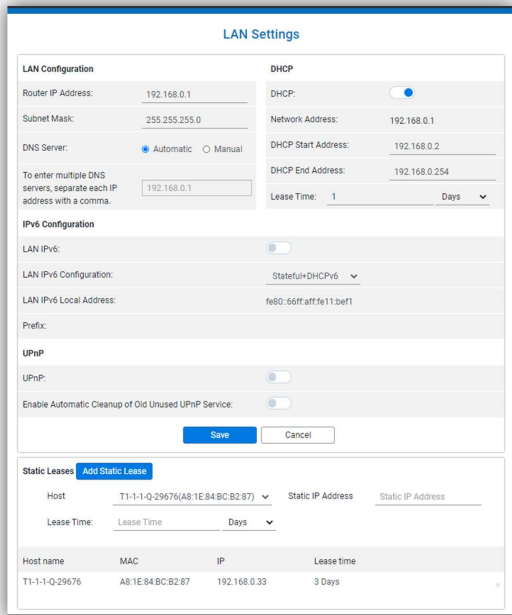 LAN Settings
LAN Configuration
Router IP Address: 192.168.0.1
Subnet Mask: 255.255.255.0
DNS Server: Automatic Manual
To enter multiple DNS
servers, separate each IP
address with a comma.
192.168.0.1
DHCP
DHCP:
Network Address: 192.168.0.1
DHCP Start Address: 192.168.0.2
DHCP End Address: 192.168.0.254
Lease Time: 1 Days
IPv6 Configuration
LAN IPv6:
LAN IPv6 Configuration: Stateful+DHCPv6
LAN IPv6 Local Address: fe80::66ff:aff:fe11:bef1
Prefix:
UPnP
UPnP:
Enable Automatic Cleanup of Old Unused UPnP Service:
Save Cancel
Static Leases Add Static Lease
Host T1-1-1-Q-29676(A8:1E:84:BC:B2:87) Static IP Address Static IP Address
Lease Time: Lease Time Days
Host name MAC IP Lease time
T1-1-1-Q-29676 A8:1E:84:BC:B2:87 192.168.0.33 3 Days